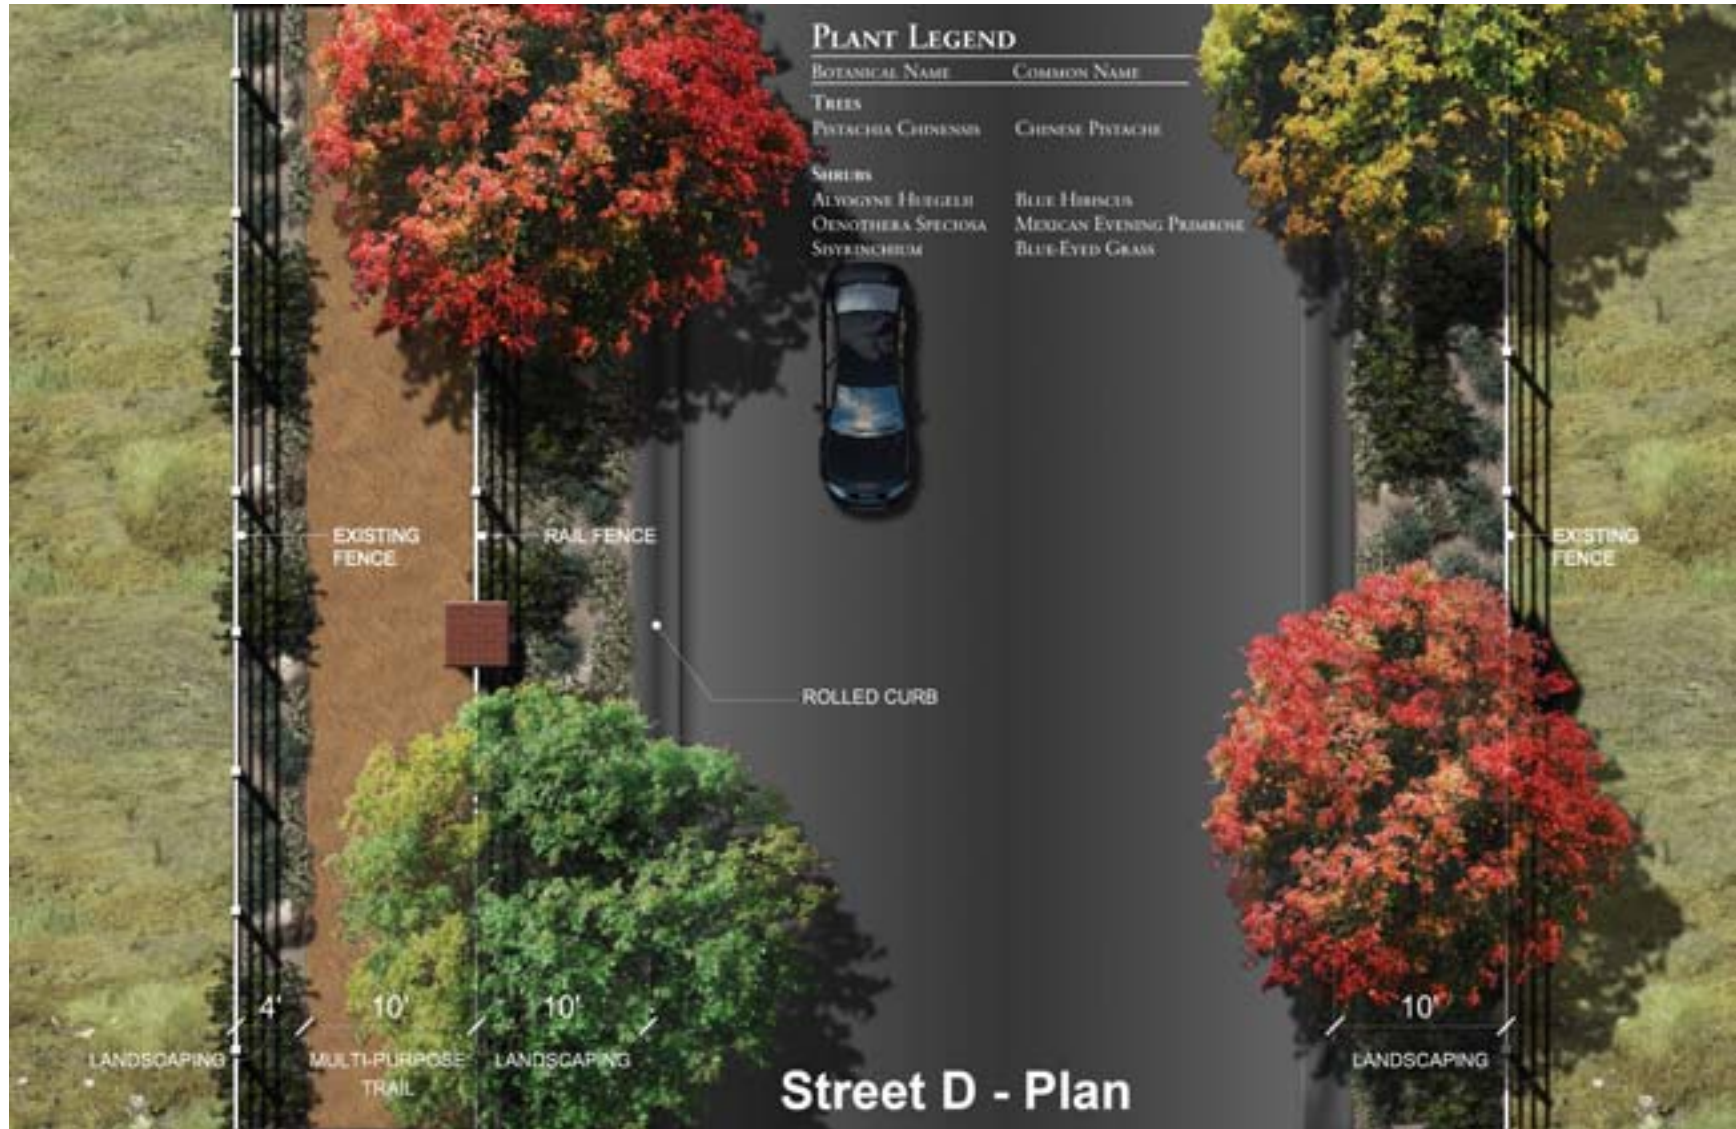 PLANT LEGEND
BOTANICAL NAME COMMON NAME
TREES
PISTACHIA CHINENSIS CHINESE PISTACHE
SHRUBS
ALYOGYNE HUEGELII BLUE HIBISCUS
OENOTHERA SPECIOSA MEXICAN EVENING PRIMROSE
SISYRINCHIUM BLUE-EYED GRASS
EXISTING
FENCE
RAIL FENCE
EXISTING
FENCE
ROLLED CURB
4' 10' 10' 10'
LANDSCAPING MULTI-PURPOSE LANDSCAPING LANDSCAPING
TRAIL
Street D - Plan